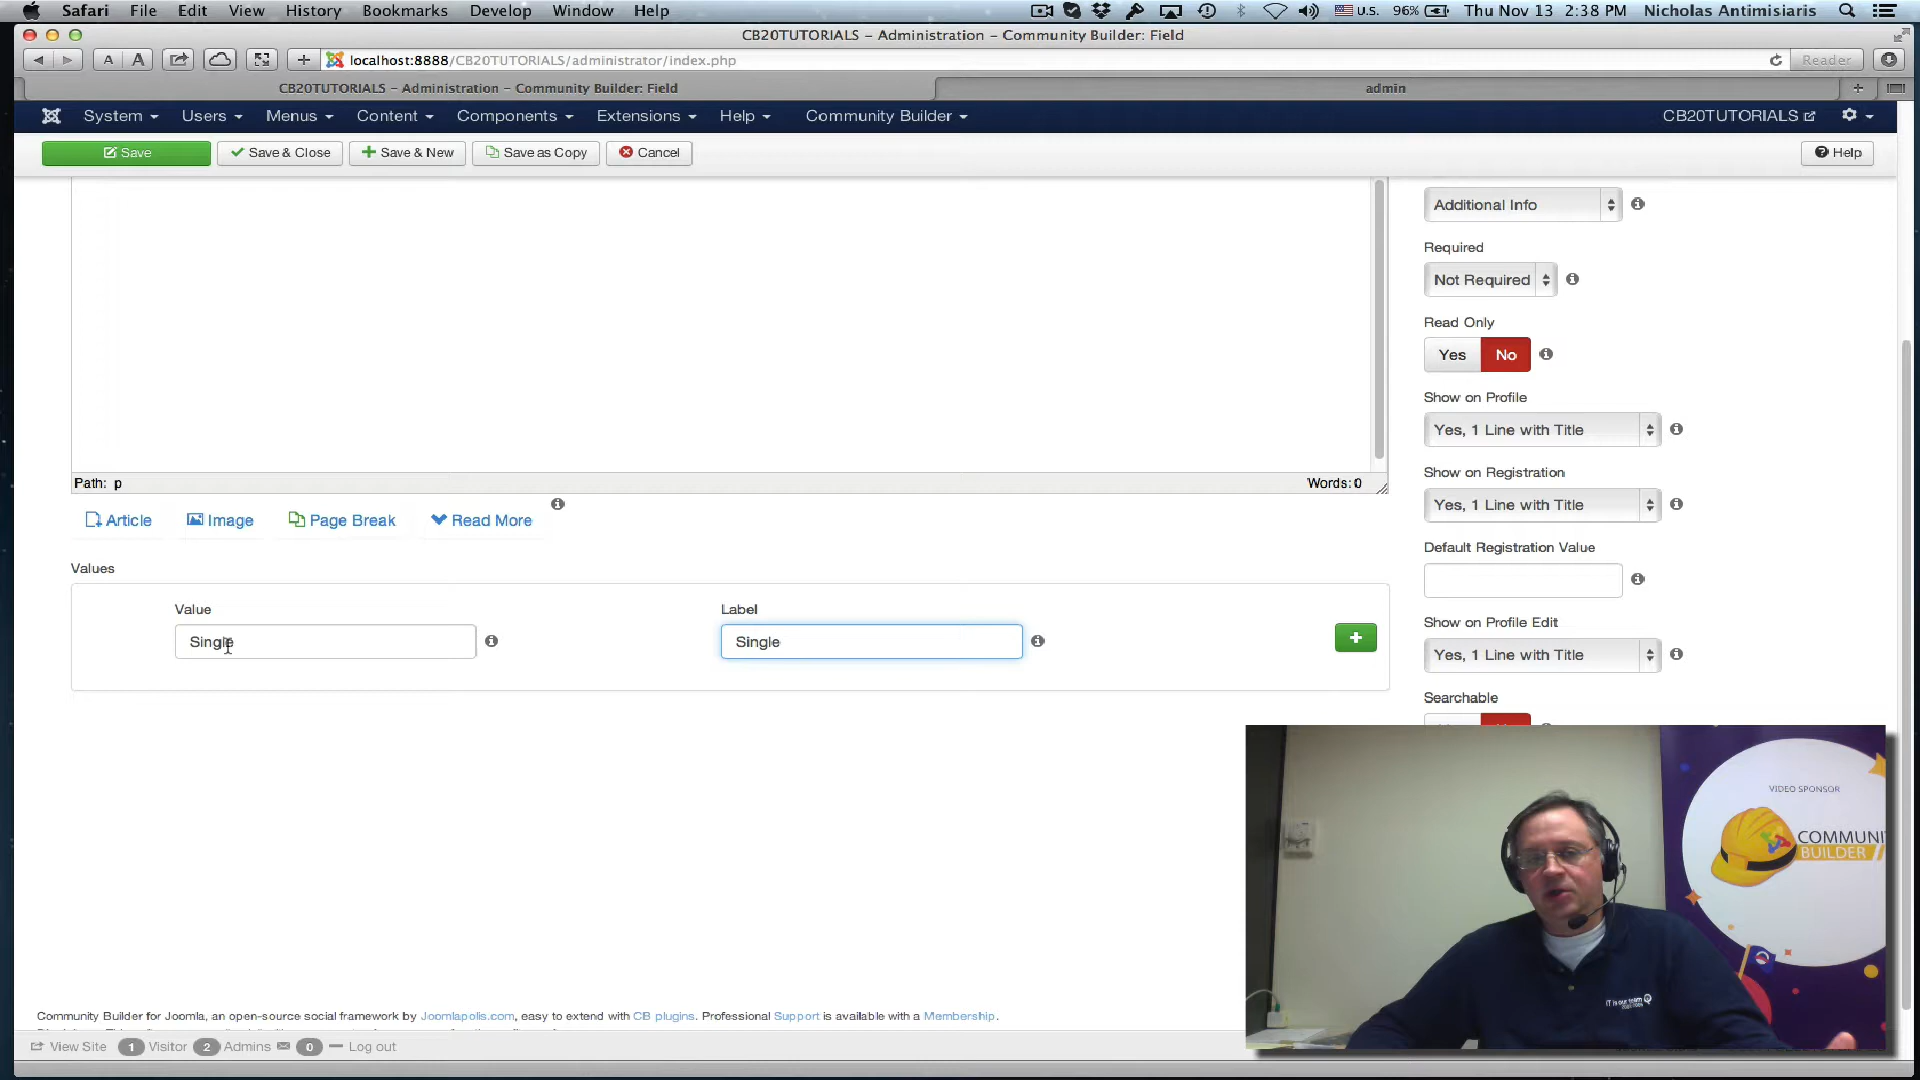 Safari File Edit View History Bookmarks Develop Window Help U.S. 96% Thu Nov 13 2:38 PM Nicholas Antimisiaris
CB20TUTORIALS – Administration – Community Builder: Field
A A localhost:8888/CB20TUTORIALS/administrator/index.php Reader
CB20TUTORIALS – Administration – Community Builder: Field admin
System Users Menus Content Components Extensions Help Community Builder CB20TUTORIALS
Save Save & Close Save & New Save as Copy Cancel Help
Additional Info
Required
Not Required
Read Only
Yes No
Show on Profile
Yes, 1 Line with Title
Show on Registration
Yes, 1 Line with Title
Default Registration Value
Show on Profile Edit
Yes, 1 Line with Title
Searchable
Path: p Words: 0
Article Image Page Break Read More
Values
Value Label
Single Single
VIDEO SPONSOR
COMMUNI
BUILDER
IT is our team
Community Builder for Joomla, an open-source social framework by Joomlapolis.com, easy to extend with CB plugins. Professional Support is available with a Membership.
View Site 1 Visitor 2 Admins 0 Log out